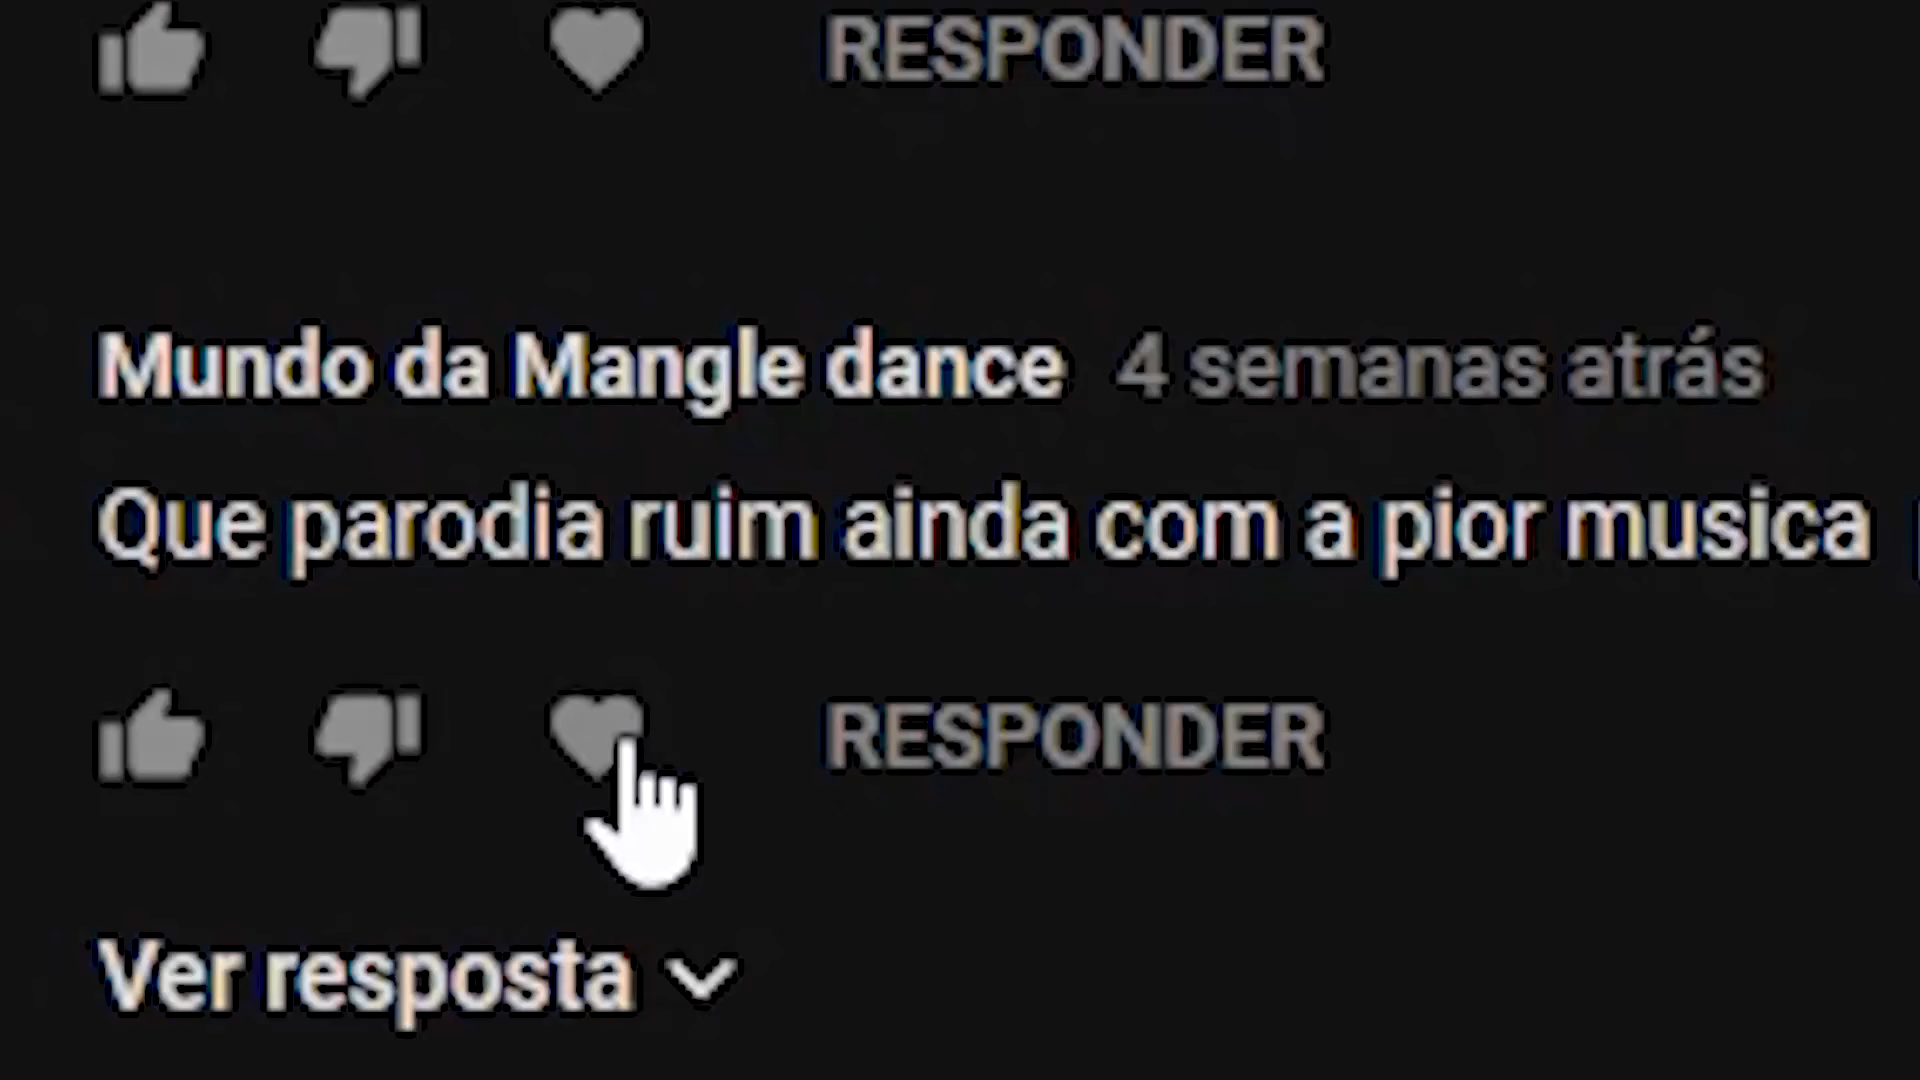 RESPONDER
Mundo da Mangle dance 4 semanas atrás
Que parodia ruim ainda com a pior musica
RESPONDER
Ver resposta